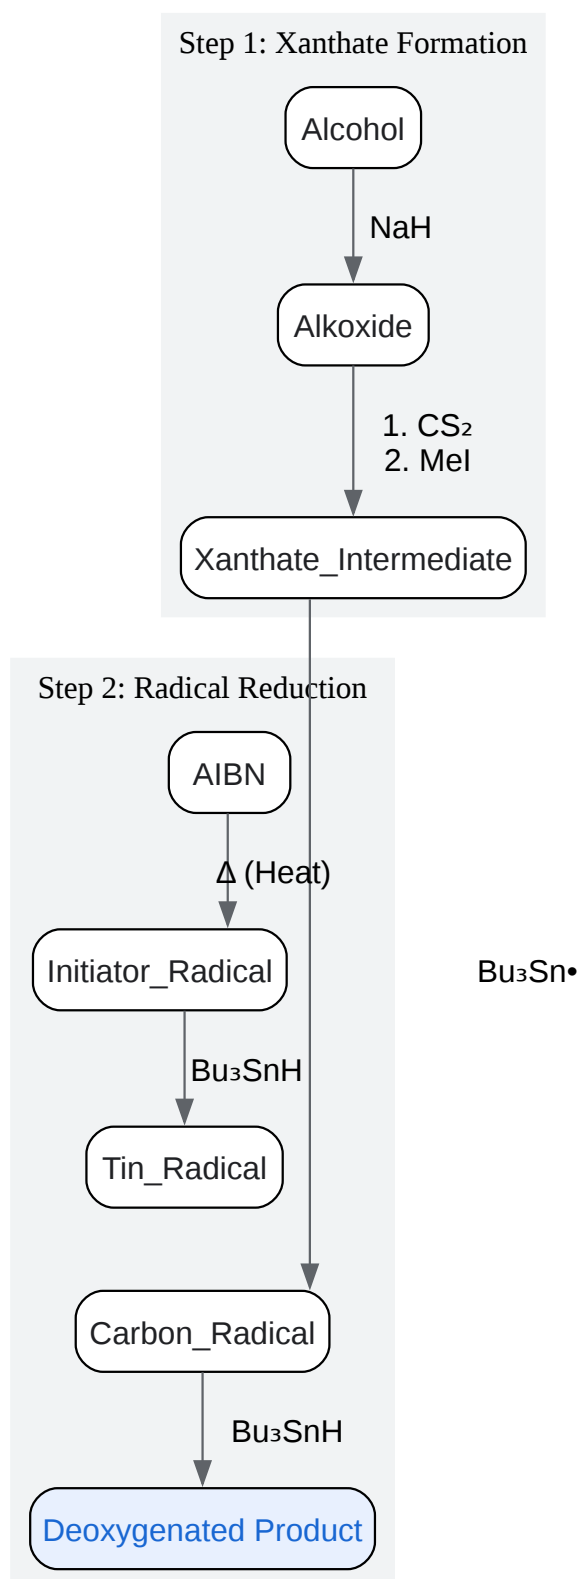 Step 1: Xanthate Formation
Alcohol
NaH
Alkoxide
1. CS₂
2. MeI
Xanthate_Intermediate
Step 2: Radical Reduction
AIBN
Δ (Heat)
Initiator_Radical
Bu₃Sn•
Bu₃SnH
Tin_Radical
Carbon_Radical
Bu₃SnH
Deoxygenated Product